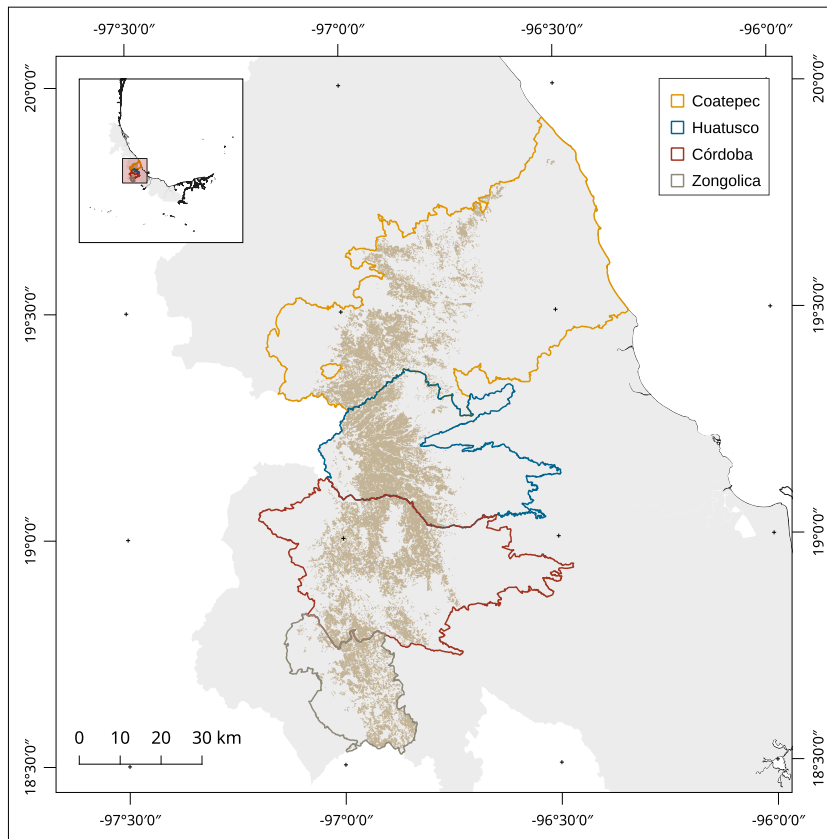 -97°30′0″ -97°0′0″ -96°30′0″ -96°0′0″
20°0′0″
20°0′0″
Coatepec
Huatusco
Córdoba
Zongolica
19°30′0″
19°30′0″
19°0′0″
19°0′0″
0 12 20 30 km
18°30′0″
18°30′0″
-97°30′0″ -97°0′0″ -96°30′0″ -96°0′0″